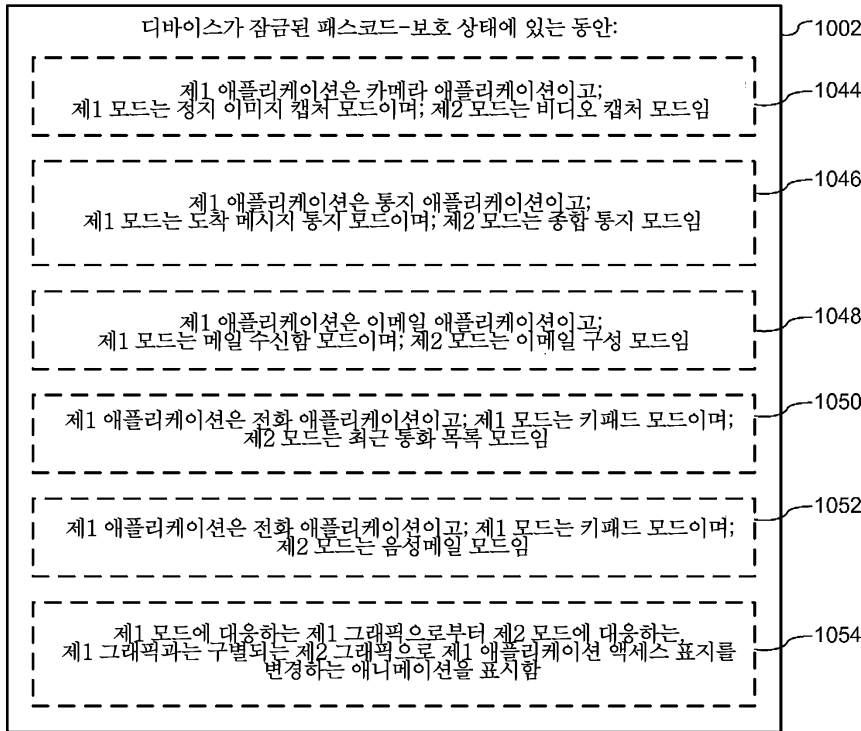 디바이스가 잠금된 패스코드-보호 상태에 있는 동안:
1002
제1 애플리케이션은 카메라 애플리케이션이고;
제1 모드는 정지 이미지 캡처 모드이며; 제2 모드는 비디오 캡처 모드임
1044
제1 애플리케이션은 통지 애플리케이션이고;
제1 모드는 도착 메시지 통지 모드이며; 제2 모드는 종합 통지 모드임
1046
제1 애플리케이션은 이메일 애플리케이션이고;
제1 모드는 메일 수신함 모드이며; 제2 모드는 이메일 구성 모드임
1048
제1 애플리케이션은 전화 애플리케이션이고; 제1 모드는 키패드 모드이며;
제2 모드는 최근 통화 목록 모드임
1050
제1 애플리케이션은 전화 애플리케이션이고; 제1 모드는 키패드 모드이며;
제2 모드는 음성메일 모드임
1052
제1 모드에 대응하는 제1 그래픽으로부터 제2 모드에 대응하는,
제1 그래픽과는 구별되는 제2 그래픽으로 제1 애플리케이션 액세스 표지를
변경하는 애니메이션을 표시함
1054